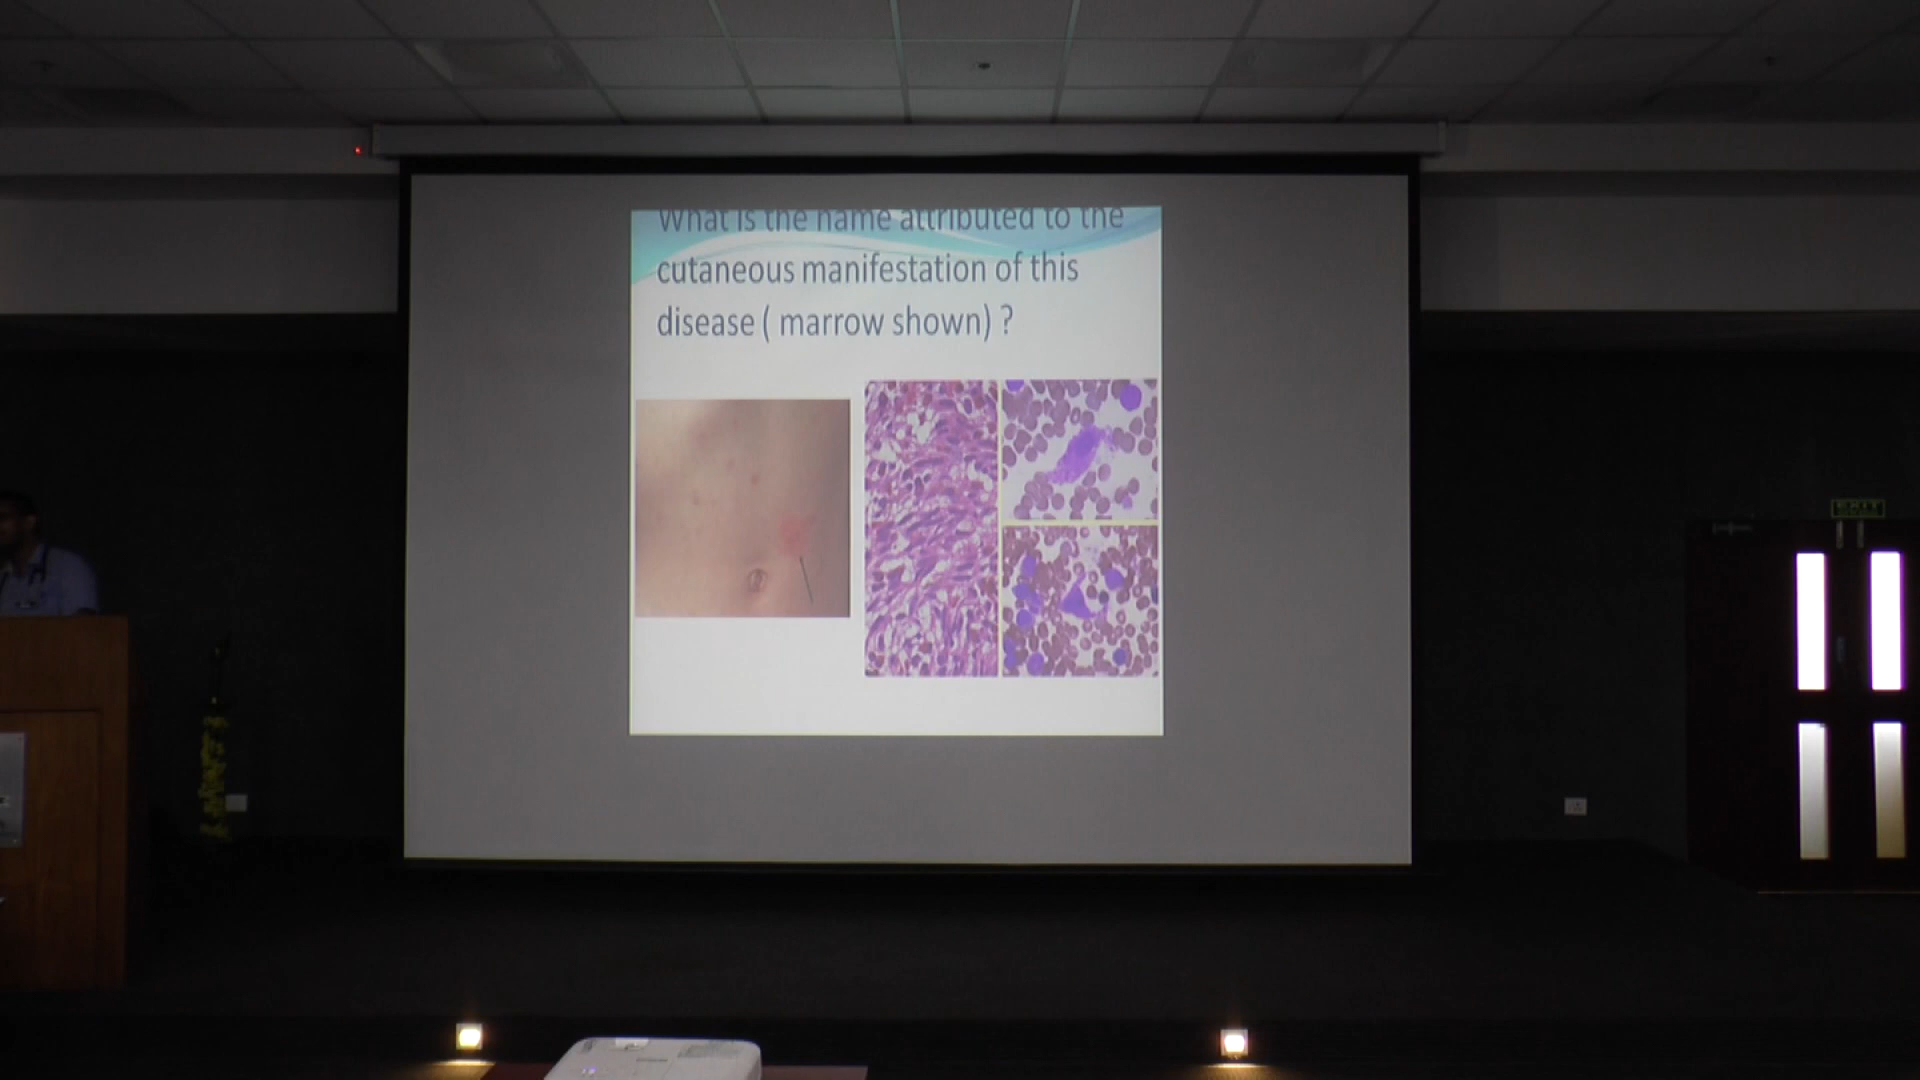 What is the name attributed to the
cutaneous manifestation of this
disease ( marrow shown) ?